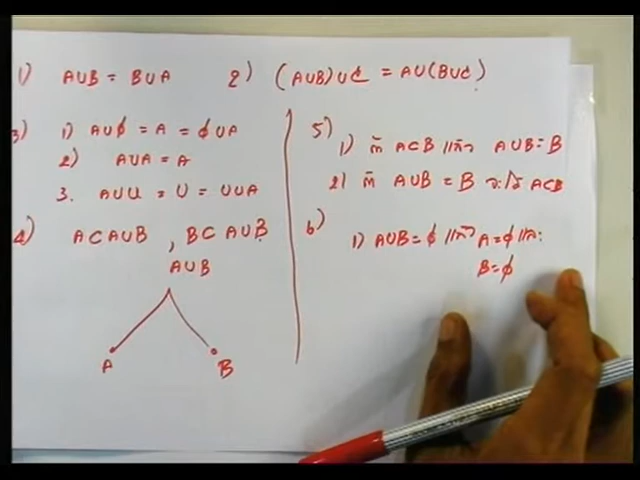 1) A∪B = B∪A 2) (A∪B)∪C = A∪(B∪C)
3) 1) A∪∅ = A = ∅∪A
2) A∪A = A
3. A∪U = U = U∪A
4) A⊂A∪B , B⊂A∪B
A∪B
A B
5) 1) ถ้า A⊂B แล้ว A∪B = B
2) ถ้า A∪B = B จะได้ A⊂B
6) 1) A∪B = ∅ แล้ว A = ∅ และ
B = ∅